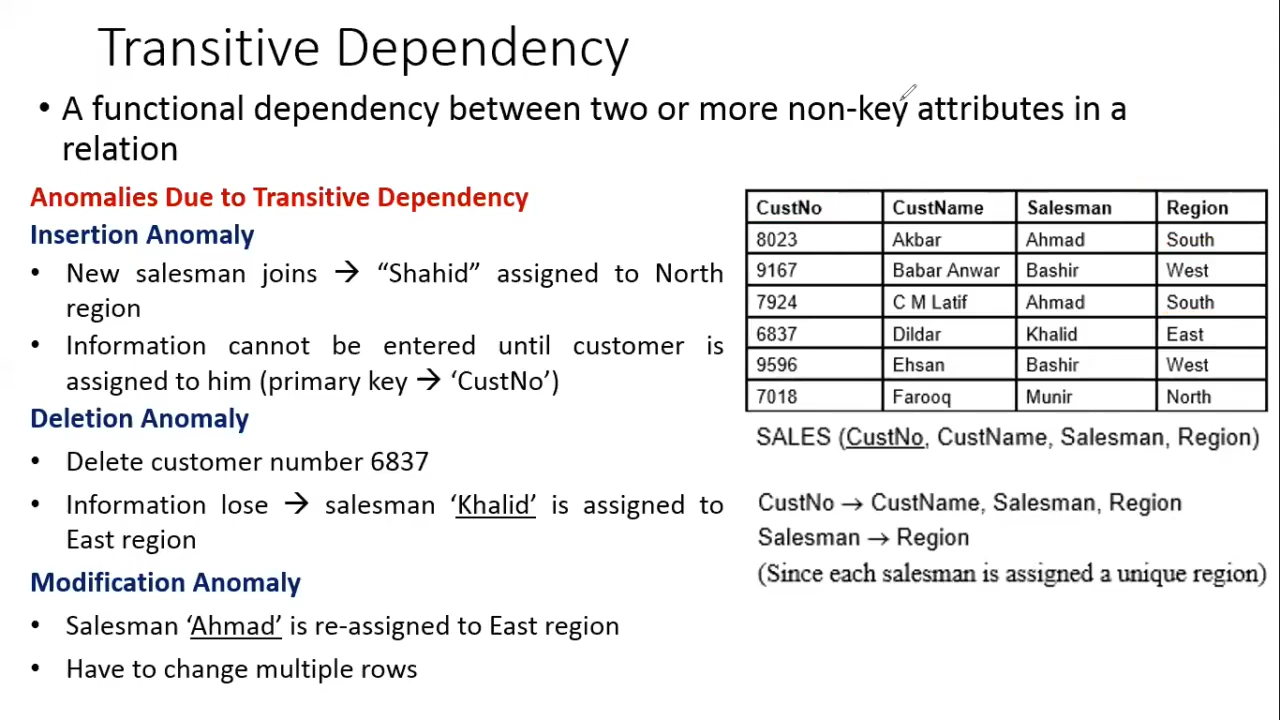 Transitive Dependency
• A functional dependency between two or more non-key attributes in a
relation
Anomalies Due to Transitive Dependency
Insertion Anomaly
• New salesman joins → “Shahid” assigned to North
region
• Information cannot be entered until customer is
assigned to him (primary key → ‘CustNo’)
Deletion Anomaly
• Delete customer number 6837
• Information lose → salesman ‘Khalid’ is assigned to
East region
Modification Anomaly
• Salesman ‘Ahmad’ is re-assigned to East region
• Have to change multiple rows
CustNo CustName Salesman Region
8023 Akbar Ahmad South
9167 Babar Anwar Bashir West
7924 C M Latif Ahmad South
6837 Dildar Khalid East
9596 Ehsan Bashir West
7018 Farooq Munir North
SALES (CustNo, CustName, Salesman, Region)
CustNo → CustName, Salesman, Region
Salesman → Region
(Since each salesman is assigned a unique region)